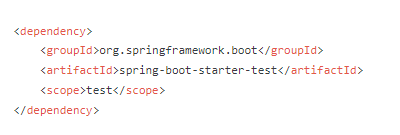 <dependency>
    <groupId>org.springframework.boot</groupId>
    <artifactId>spring-boot-starter-test</artifactId>
    <scope>test</scope>
</dependency>